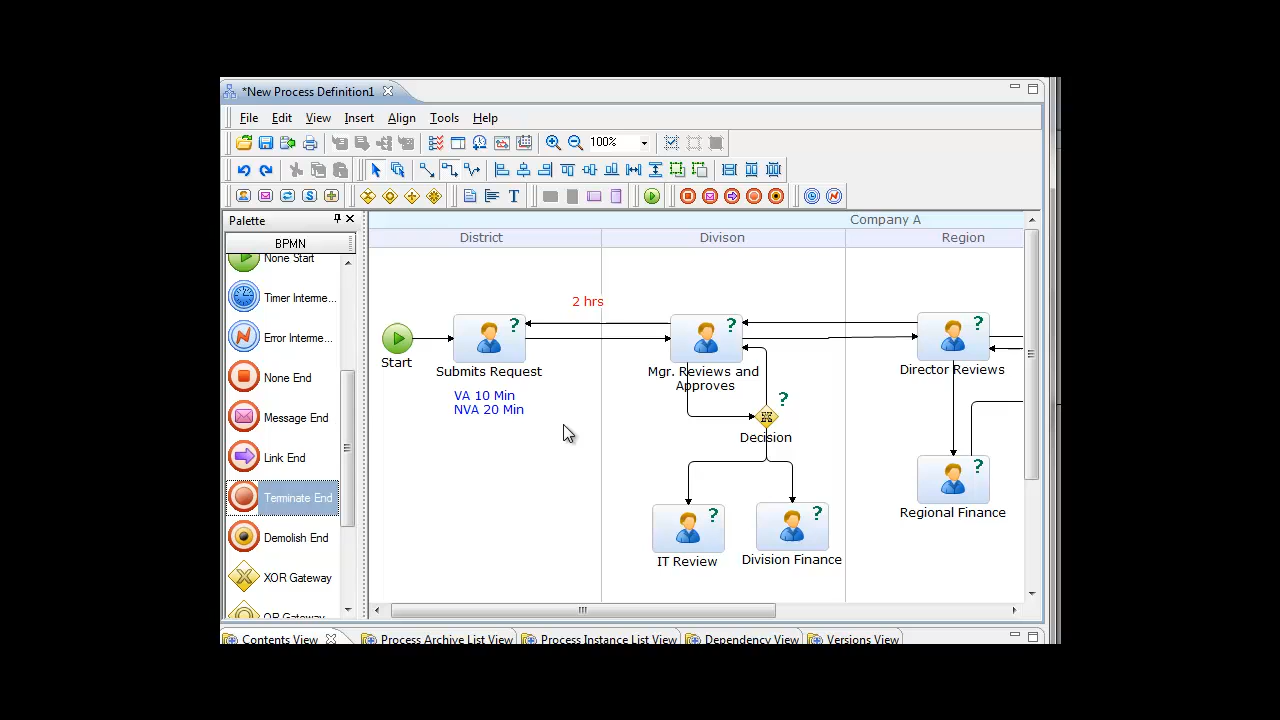 *New Process Definition1
File Edit View Insert Align Tools Help
100%
Palette
BPMN
None Start
Timer Interme...
Error Interme...
None End
Message End
Link End
Terminate End
Demolish End
XOR Gateway
OR Gateway
Company A
District Divison Region
2 hrs
? ? ?
Start
Submits Request
Mgr. Reviews and
Approves
Director Reviews
VA 10 Min
NVA 20 Min
?
Decision
? ? ?
Regional Finance
IT Review
Division Finance
Contents View Process Archive List View Process Instance List View Dependency View Versions View